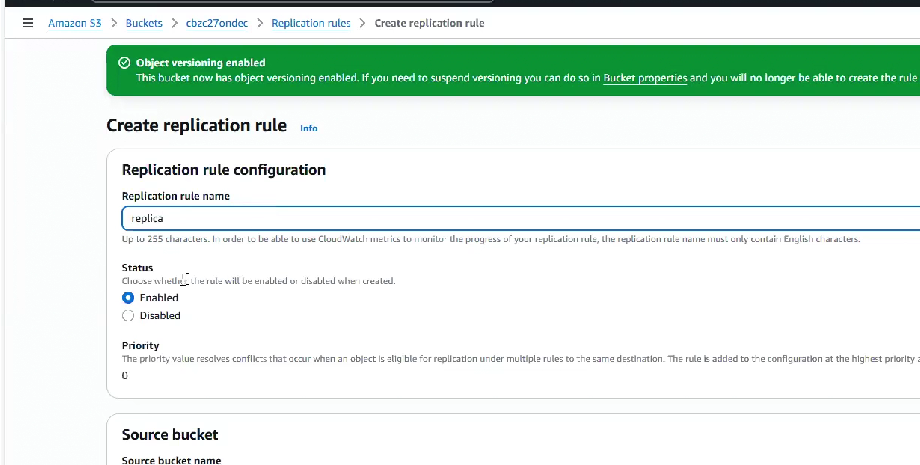 Amazon S3 > Buckets > cbzc27ondec > Replication rules > Create replication rule
Object versioning enabled
This bucket now has object versioning enabled. If you need to suspend versioning you can do so in Bucket properties and you will no longer be able to create the rule
Create replication rule Info
Replication rule configuration
Replication rule name
replica
Up to 255 characters. In order to be able to use CloudWatch metrics to monitor the progress of your replication rule, the replication rule name must only contain English characters.
Status
Choose whether the rule will be enabled or disabled when created.
Enabled
Disabled
Priority
The priority value resolves conflicts that occur when an object is eligible for replication under multiple rules to the same destination. The rule is added to the configuration at the highest priority a
0
Source bucket
Source bucket name